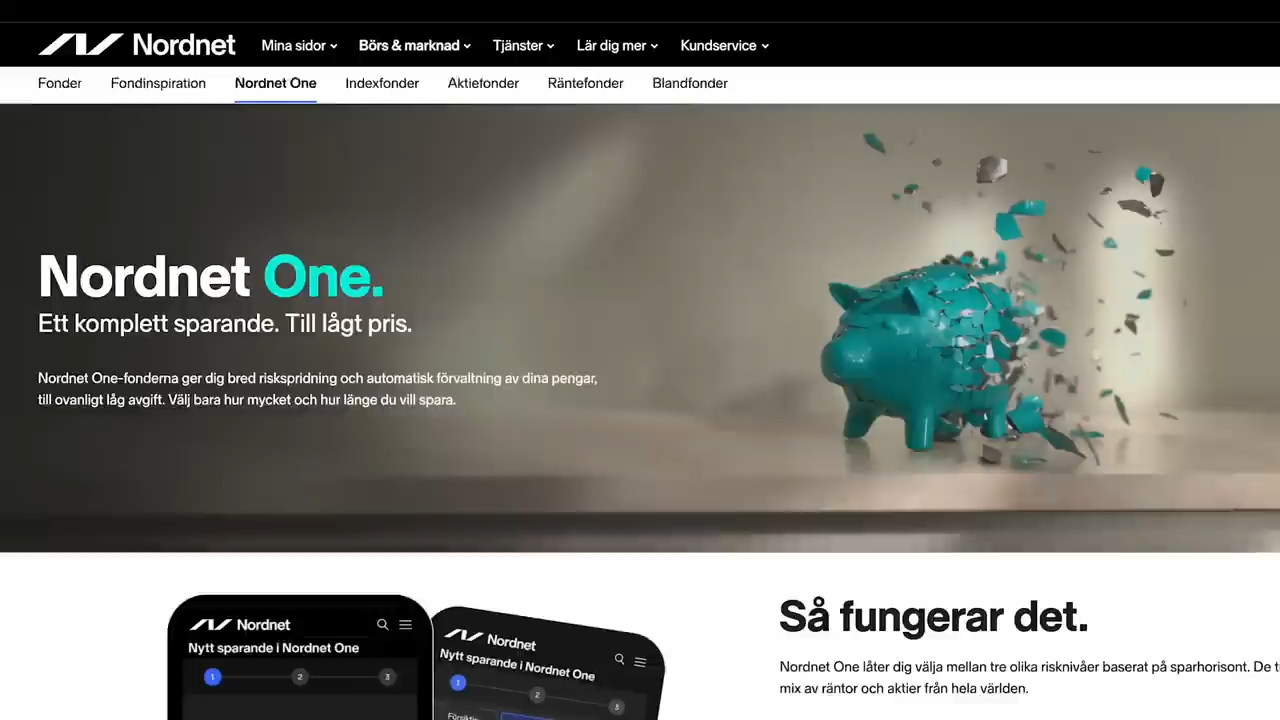 Nordnet
Mina sidor
Börs & marknad
Tjänster
Lär dig mer
Kundservice
Fonder
Fondinspiration
Nordnet One
Indexfonder
Aktiefonder
Räntefonder
Blandfonder
Nordnet One.
Ett komplett sparande. Till lågt pris.
Nordnet One-fonderna ger dig bred riskspridning och automatisk förvaltning av dina pengar,
till ovanligt låg avgift. Välj bara hur mycket och hur länge du vill spara.
Nordnet
Nytt sparande i Nordnet One
1
2
3
Nordnet
Nytt sparande i Nordnet One
1
2
3
Så fungerar det.
Nordnet One låter dig välja mellan tre olika risknivåer baserat på sparhorisont. De
mix av räntor och aktier från hela världen.